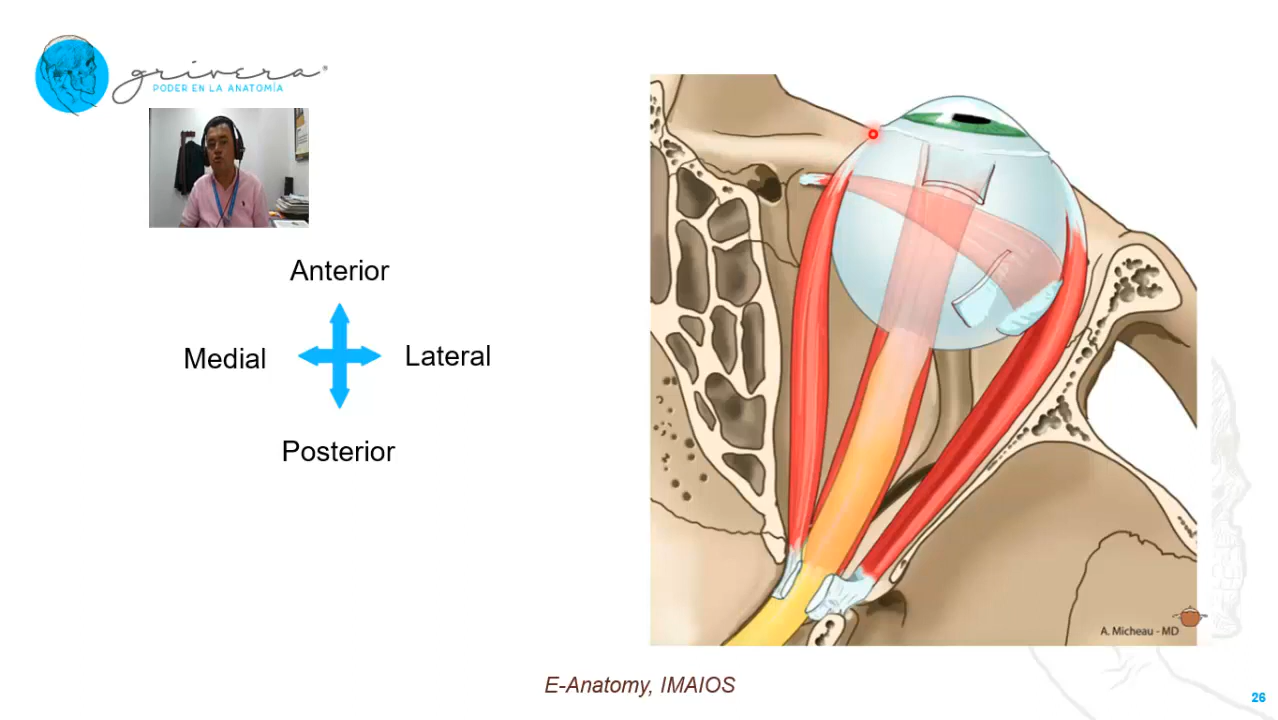 grivera®
PODER EN LA ANATOMÍA
Anterior
Medial
Lateral
Posterior
A. Micheau - MD
E-Anatomy, IMAIOS
26